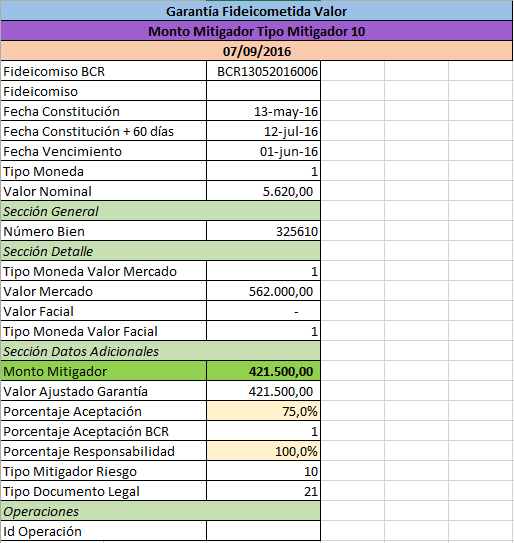 Garantía Fideicometida Valor
Monto Mitigador Tipo Mitigador 10
07/09/2016
Fideicomiso BCR BCR13052016006
Fideicomiso
Fecha Constitución 13-may-16
Fecha Constitución + 60 días 12-jul-16
Fecha Vencimiento 01-jun-16
Tipo Moneda 1
Valor Nominal 5.620,00
Sección General
Número Bien 325610
Sección Detalle
Tipo Moneda Valor Mercado 1
Valor Mercado 562.000,00
Valor Facial -
Tipo Moneda Valor Facial 1
Sección Datos Adicionales
Monto Mitigador 421.500,00
Valor Ajustado Garantía 421.500,00
Porcentaje Aceptación 75,0%
Porcentaje Aceptación BCR 1
Porcentaje Responsabilidad 100,0%
Tipo Mitigador Riesgo 10
Tipo Documento Legal 21
Operaciones
Id Operación